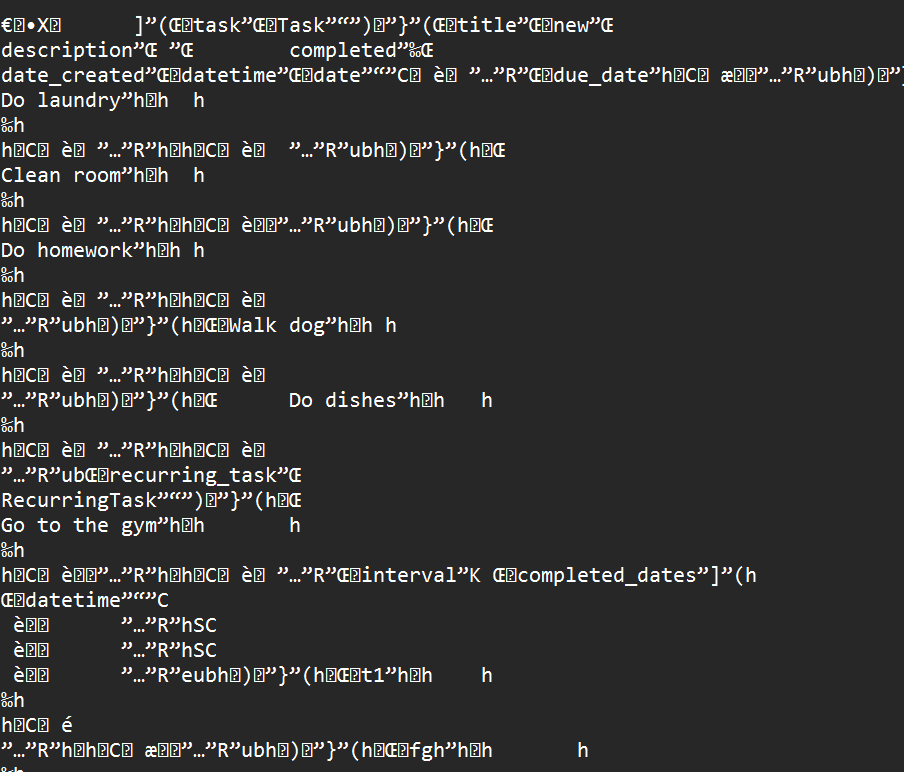 €�•X�      ]”(Œ�task”Œ�Task”“”)�”}”(Œ�title”Œ�new”Œ
description”Œ ”Œ      completed”‰Œ
date_created”Œ�datetime”Œ�date”“”C� è� ”…”R”Œ�due_date”h�C� æ��”…”R”ubh�)�”}
Do laundry”h�h  h
‰h
h�C� è� ”…”R”h�h�C� è�  ”…”R”ubh�)�”}”(h�Œ
Clean room”h�h  h
‰h
h�C� è� ”…”R”h�h�C� è��”…”R”ubh�)�”}”(h�Œ
Do homework”h�h h
‰h
h�C� è� ”…”R”h�h�C� è�
”…”R”ubh�)�”}”(h�Œ�Walk dog”h�h h
‰h
h�C� è� ”…”R”h�h�C� è�
”…”R”ubh�)�”}”(h�Œ      Do dishes”h�h   h
‰h
h�C� è� ”…”R”h�h�C� è�
”…”R”ubŒ�recurring_task”Œ
RecurringTask”“”)�”}”(h�Œ
Go to the gym”h�h       h
‰h
h�C� è��”…”R”h�h�C� è� ”…”R”Œ�interval”K Œ�completed_dates”]”(h
Œ�datetime”“”C
 è��      ”…”R”hSC
 è��      ”…”R”hSC
 è��      ”…”R”eubh�)�”}”(h�Œ�t1”h�h    h
‰h
h�C� é
”…”R”h�h�C� æ��”…”R”ubh�)�”}”(h�Œ�fgh”h�h       h